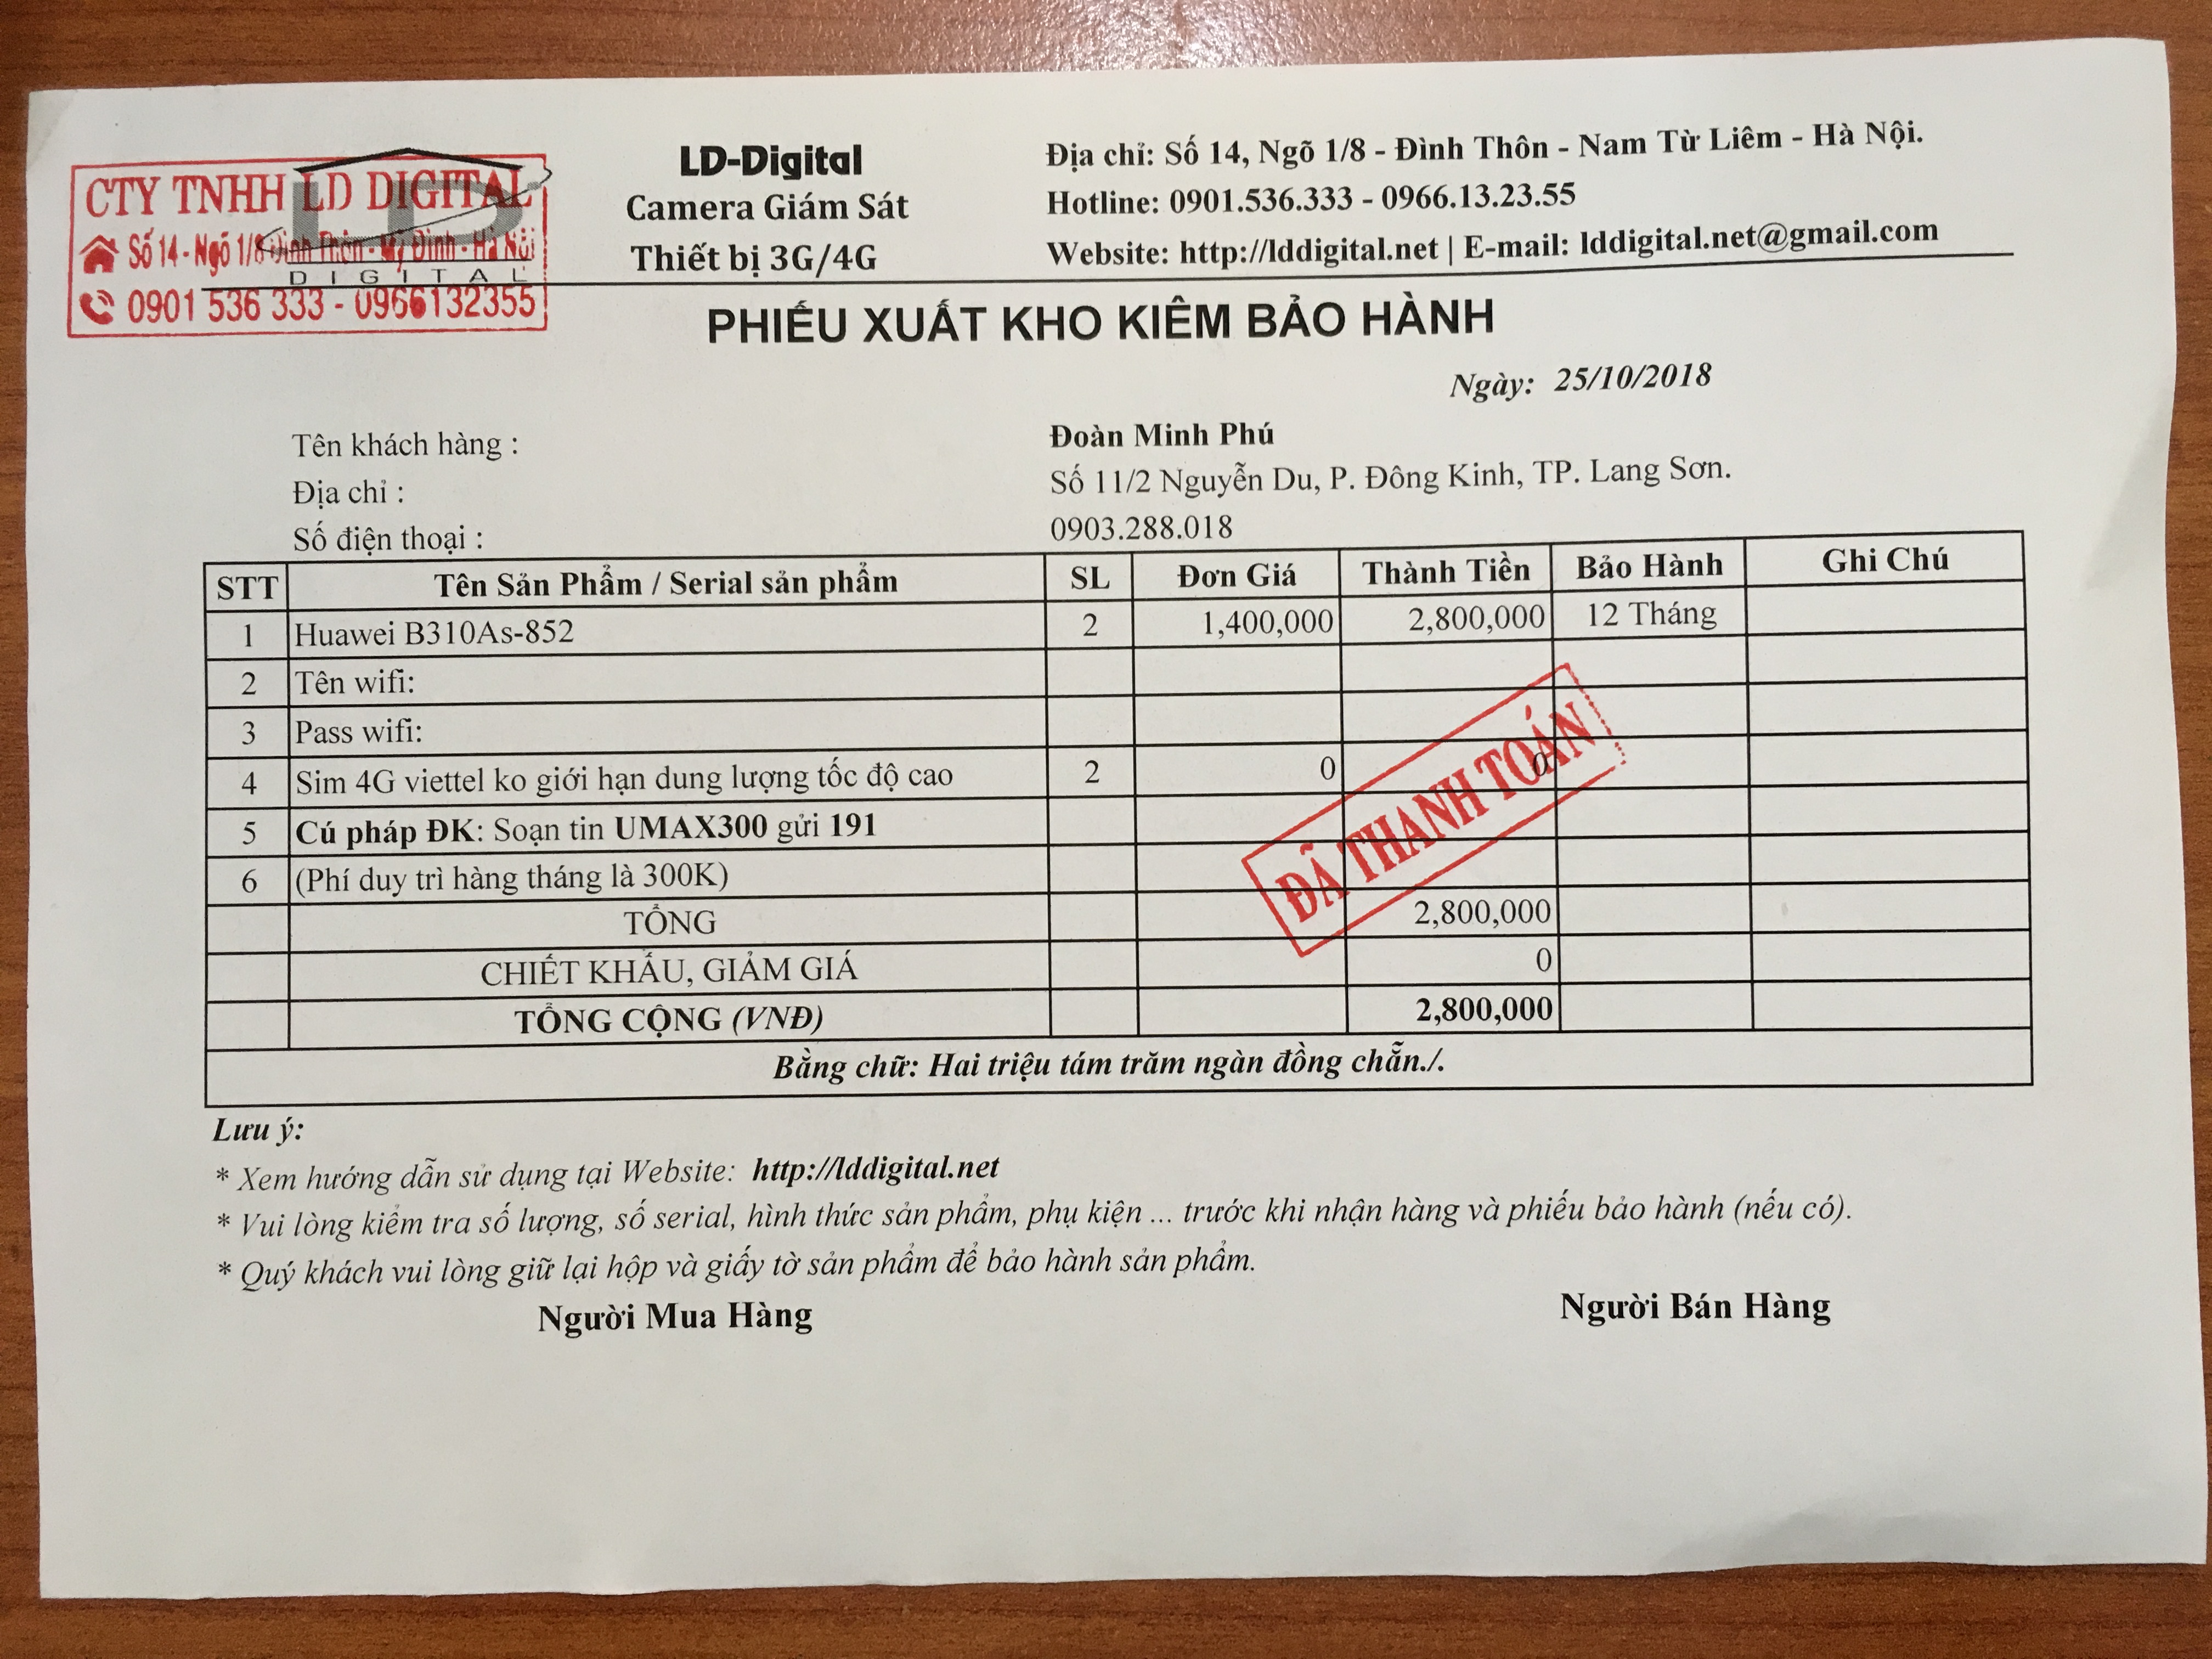 CTY TNHH LD DIGITAL
Số 14 - Ngõ 1/8 Đình Thôn - Mỹ Đình - Hà Nội
DIGITAL
0901 536 333 - 0966132355
LD-Digital
Camera Giám Sát
Thiết bị 3G/4G
Địa chỉ: Số 14, Ngõ 1/8 - Đình Thôn - Nam Từ Liêm - Hà Nội.
Hotline: 0901.536.333 - 0966.13.23.55
Website: http://lddigital.net | E-mail: lddigital.net@gmail.com
PHIẾU XUẤT KHO KIÊM BẢO HÀNH
Ngày: 25/10/2018
Tên khách hàng : Đoàn Minh Phú
Địa chỉ : Số 11/2 Nguyễn Du, P. Đông Kinh, TP. Lang Sơn.
Số điện thoại : 0903.288.018
STT Tên Sản Phẩm / Serial sản phẩm SL Đơn Giá Thành Tiền Bảo Hành Ghi Chú
1 Huawei B310As-852 2 1,400,000 2,800,000 12 Tháng
2 Tên wifi:
3 Pass wifi:
4 Sim 4G viettel ko giới hạn dung lượng tốc độ cao 2 0 0
5 Cú pháp ĐK: Soạn tin UMAX300 gửi 191
6 (Phí duy trì hàng tháng là 300K)
ĐÃ THANH TOÁN
TỔNG 2,800,000
CHIẾT KHẤU, GIẢM GIÁ 0
TỔNG CỘNG (VNĐ) 2,800,000
Bằng chữ: Hai triệu tám trăm ngàn đồng chẵn./.
Lưu ý:
* Xem hướng dẫn sử dụng tại Website: http://lddigital.net
* Vui lòng kiểm tra số lượng, số serial, hình thức sản phẩm, phụ kiện ... trước khi nhận hàng và phiếu bảo hành (nếu có).
* Quý khách vui lòng giữ lại hộp và giấy tờ sản phẩm để bảo hành sản phẩm.
Người Mua Hàng Người Bán Hàng